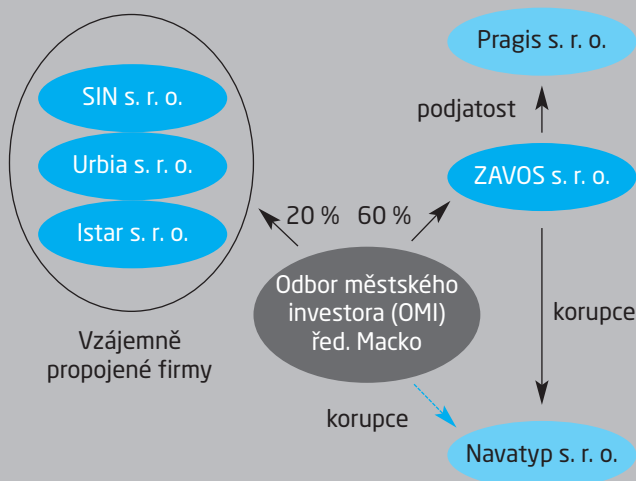 Pragis s. r. o.
SIN s. r. o.
podjatost
Urbia s. r. o.
ZAVOS s. r. o.
Istar s. r. o.
20 % 60 %
Odbor městského
investora (OMI)
řed. Macko
korupce
Vzájemně
propojené firmy
korupce
Navatyp s. r. o.